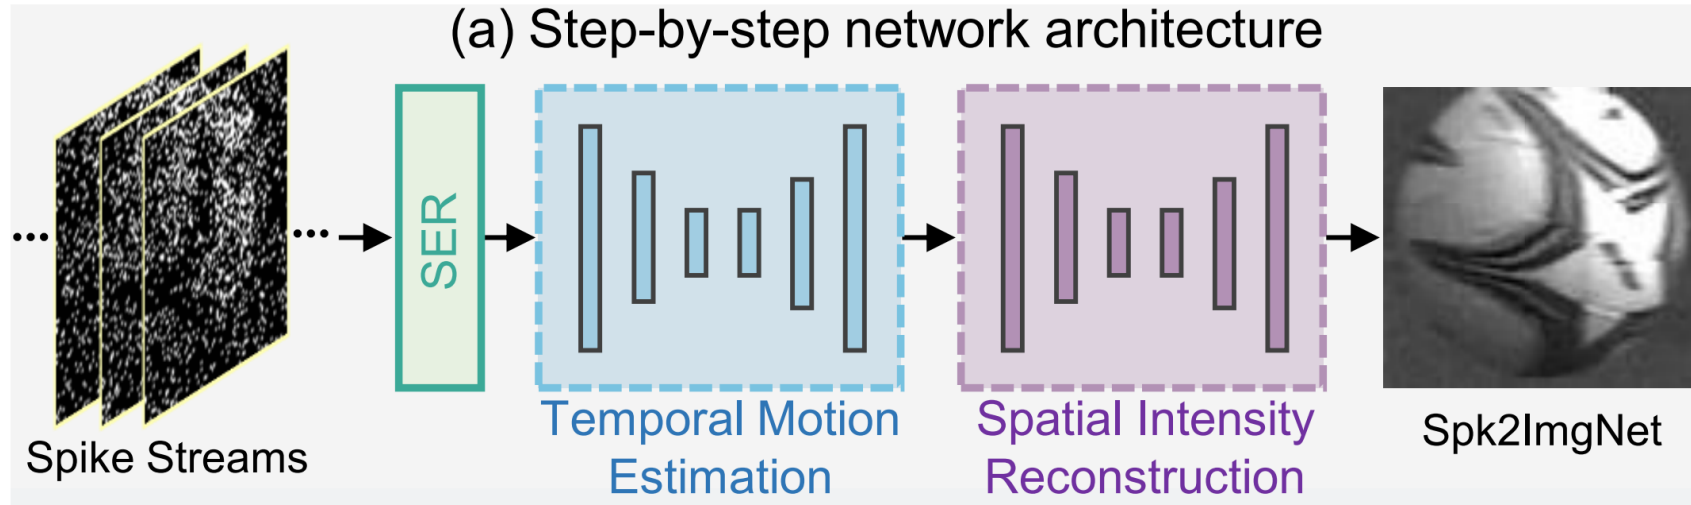 (a) Step-by-step network architecture
...
...
SER
Spike Streams
Temporal Motion
Estimation
Spatial Intensity
Reconstruction
Spk2ImgNet